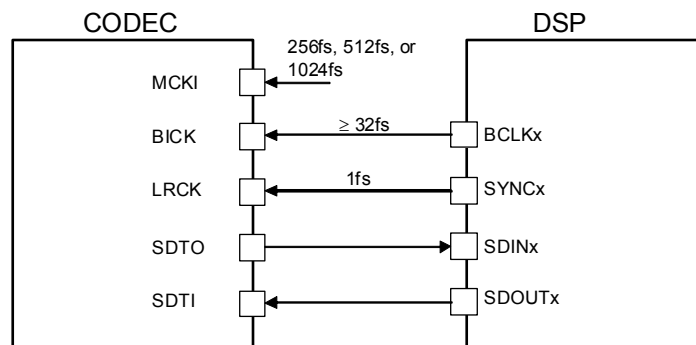 CODEC
DSP
256fs, 512fs, or
1024fs
MCKI
BICK
≥ 32fs
BCLKx
LRCK
1fs
SYNCx
SDTO
SDINx
SDTI
SDOUTx